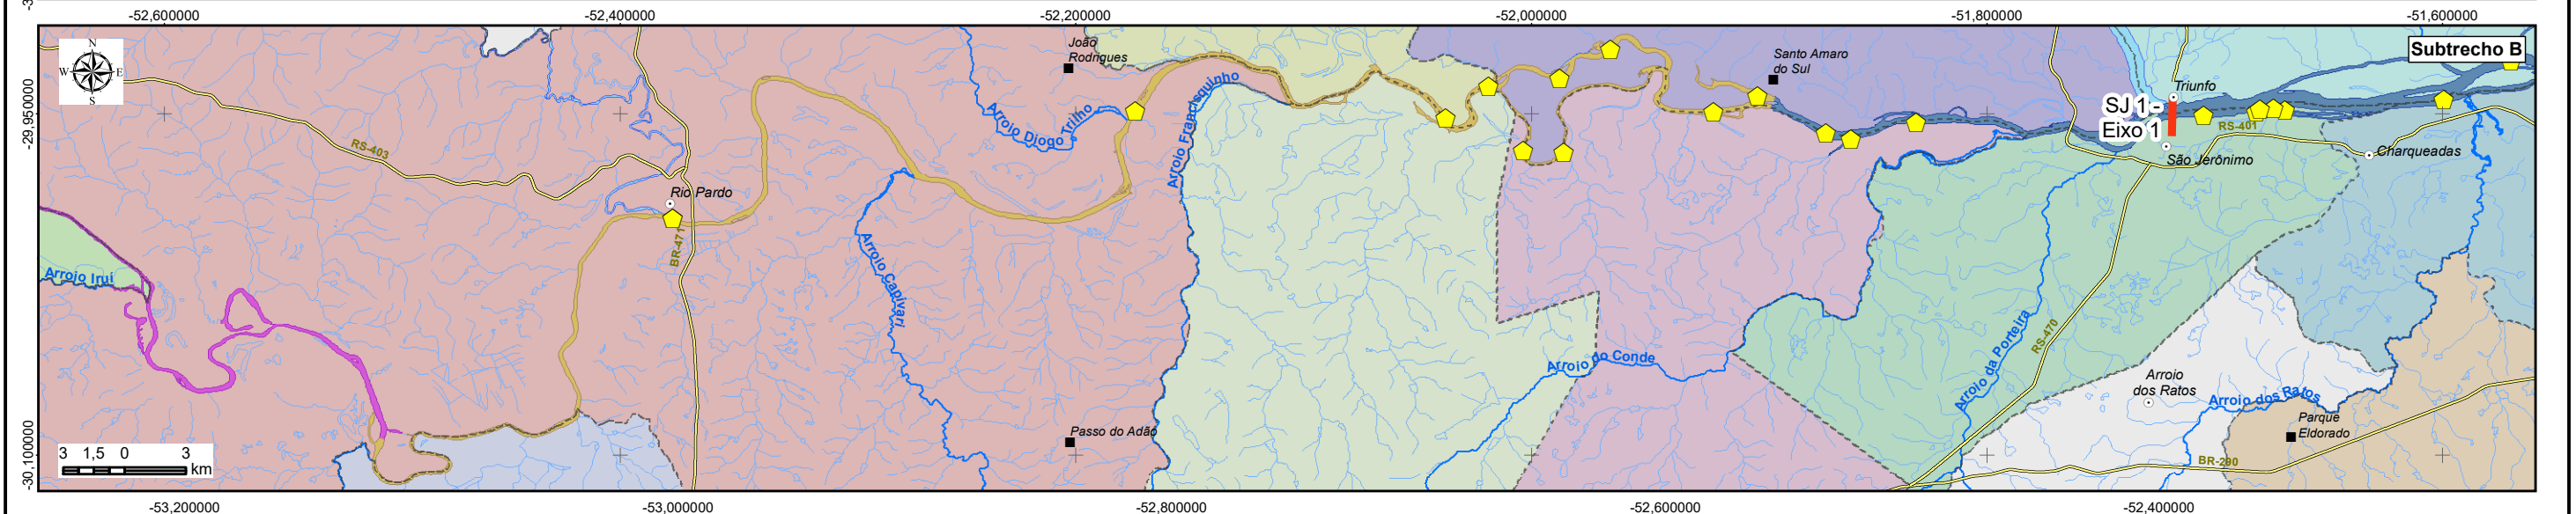 -52,600000
-52,400000
-52,200000
-52,000000
-51,800000
-51,600000
Subtrecho B
N
W
E
S
João
Rodrigues
Santo Amaro
do Sul
-29,950000
Triunfo
SJ 1 -
Eixo 1
RS-401
São Jerônimo
Charqueadas
Arroio Diogo Trilho
Arroio Francisquinho
RS-403
Rio Pardo
BR-471
Arroio Capivari
Arroio Irui
Arroio do Conde
Arroio da Porteira
RS-470
Arroio
dos Ratos
Arroio dos Ratos
Parque
Eldorado
BR-290
Passo do Adão
-30,100000
3 1,5 0 3
km
-53,200000
-53,000000
-52,800000
-52,600000
-52,400000